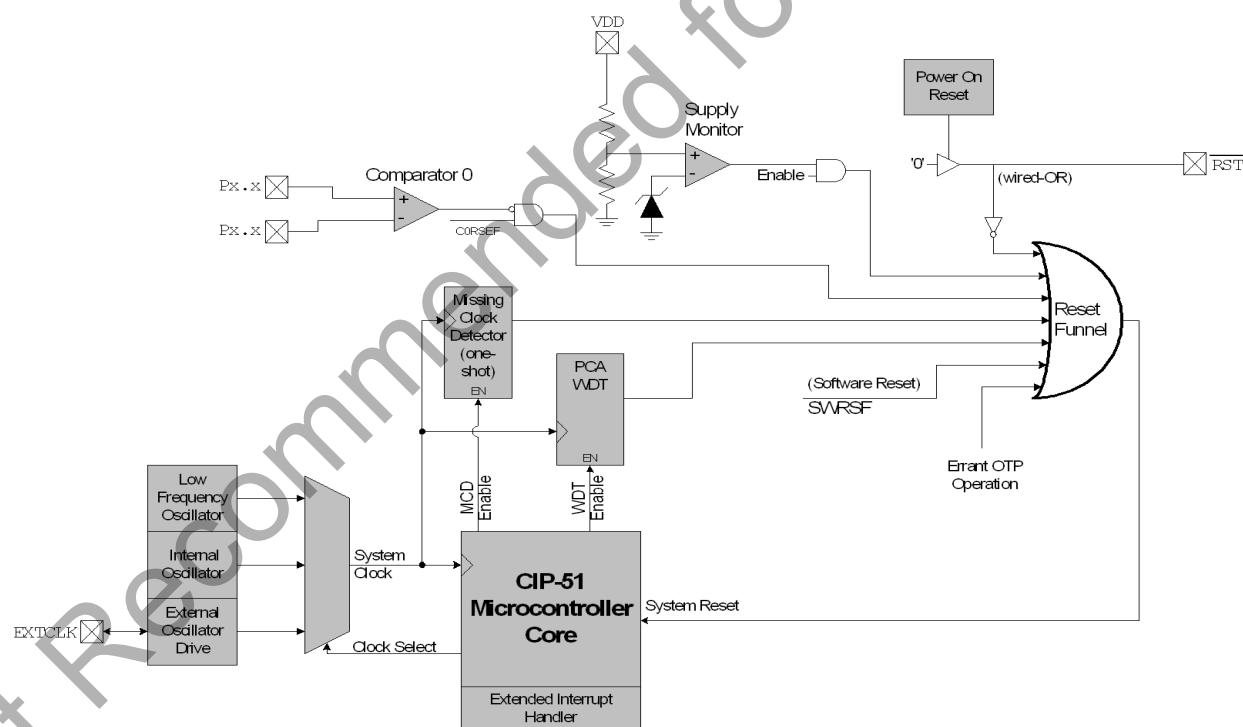 VDD
Power On
Reset
Supply
Monitor
+
-
Enable
'0'
(wired-OR)
RST
Px.x
Px.x
Comparator 0
+
-
C0RSEF
Missing
Clock
Detector
(one-
shot)
EN
PCA
WDT
EN
(Software Reset)
SWRSF
Reset
Funnel
Errant OTP
Operation
MCD
Enable
WDT
Enable
Low
Frequency
Oscillator
Internal
Oscillator
External
Oscillator
Drive
EXTCLK
System
Clock
Clock Select
CIP-51
Microcontroller
Core
System Reset
Extended Interrupt
Handler
Recommended fo